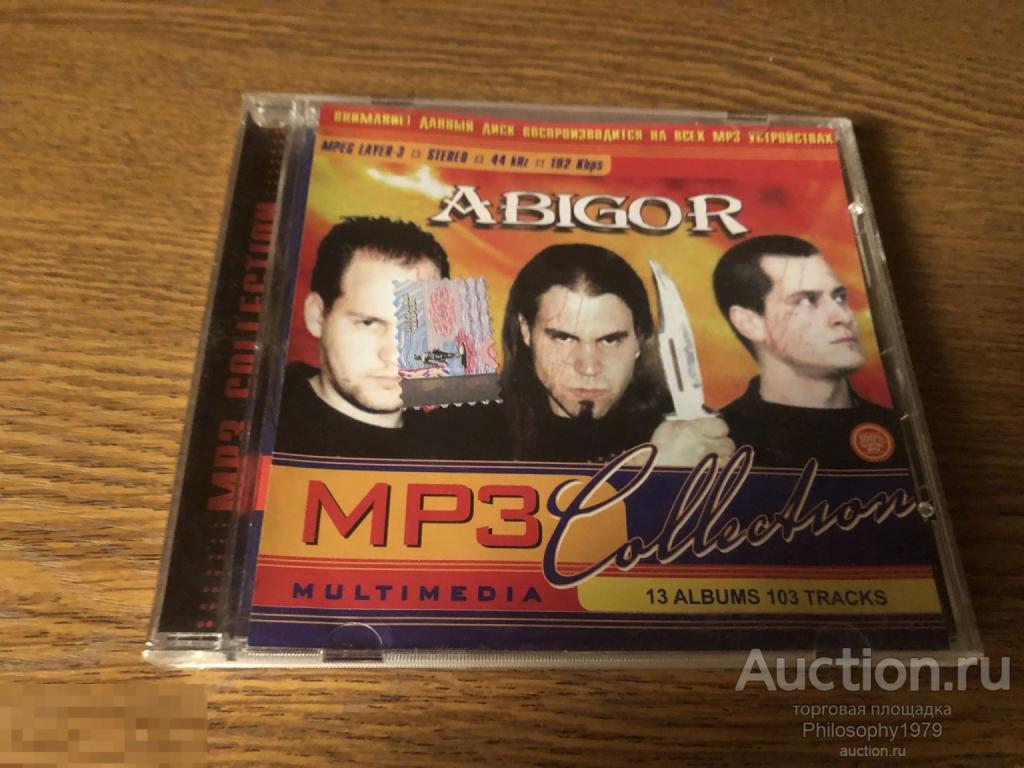 ВНИМАНИЕ! ДАННЫЙ ДИСК ВОСПРОИЗВОДИТСЯ НА ВСЕХ MP3 УСТРОЙСТВАХ
MPEG LAYER-3 STEREO 44 kHz 192 Kbps
ABIGOR
MP3 COLLECTION
100%
MP3 Collection
MULTIMEDIA
13 ALBUMS 103 TRACKS
Auction.ru
торговая площадка
Philosophy1979
auction.ru